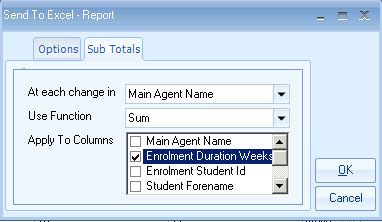 Send To Excel - Report
Options
Sub Totals
At each change in
Main Agent Name
Use Function
Sum
Apply To Columns
Main Agent Name
Enrolment Duration Weeks
Enrolment Student Id
Student Forename
OK
Cancel